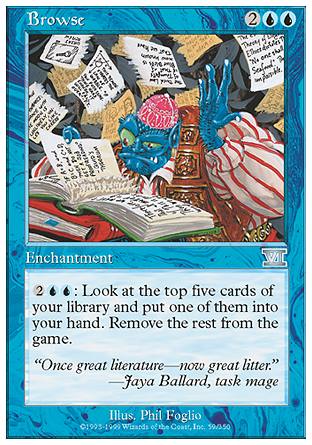 Browse 2
Enchantment VI
2: Look at the top five cards of
your library and put one of them into
your hand. Remove the rest from the
game.
“Once great literature—now great litter.”
—Jaya Ballard, task mage
Illus. Phil Foglio
©1993-1999 Wizards of the Coast, Inc. 59/350